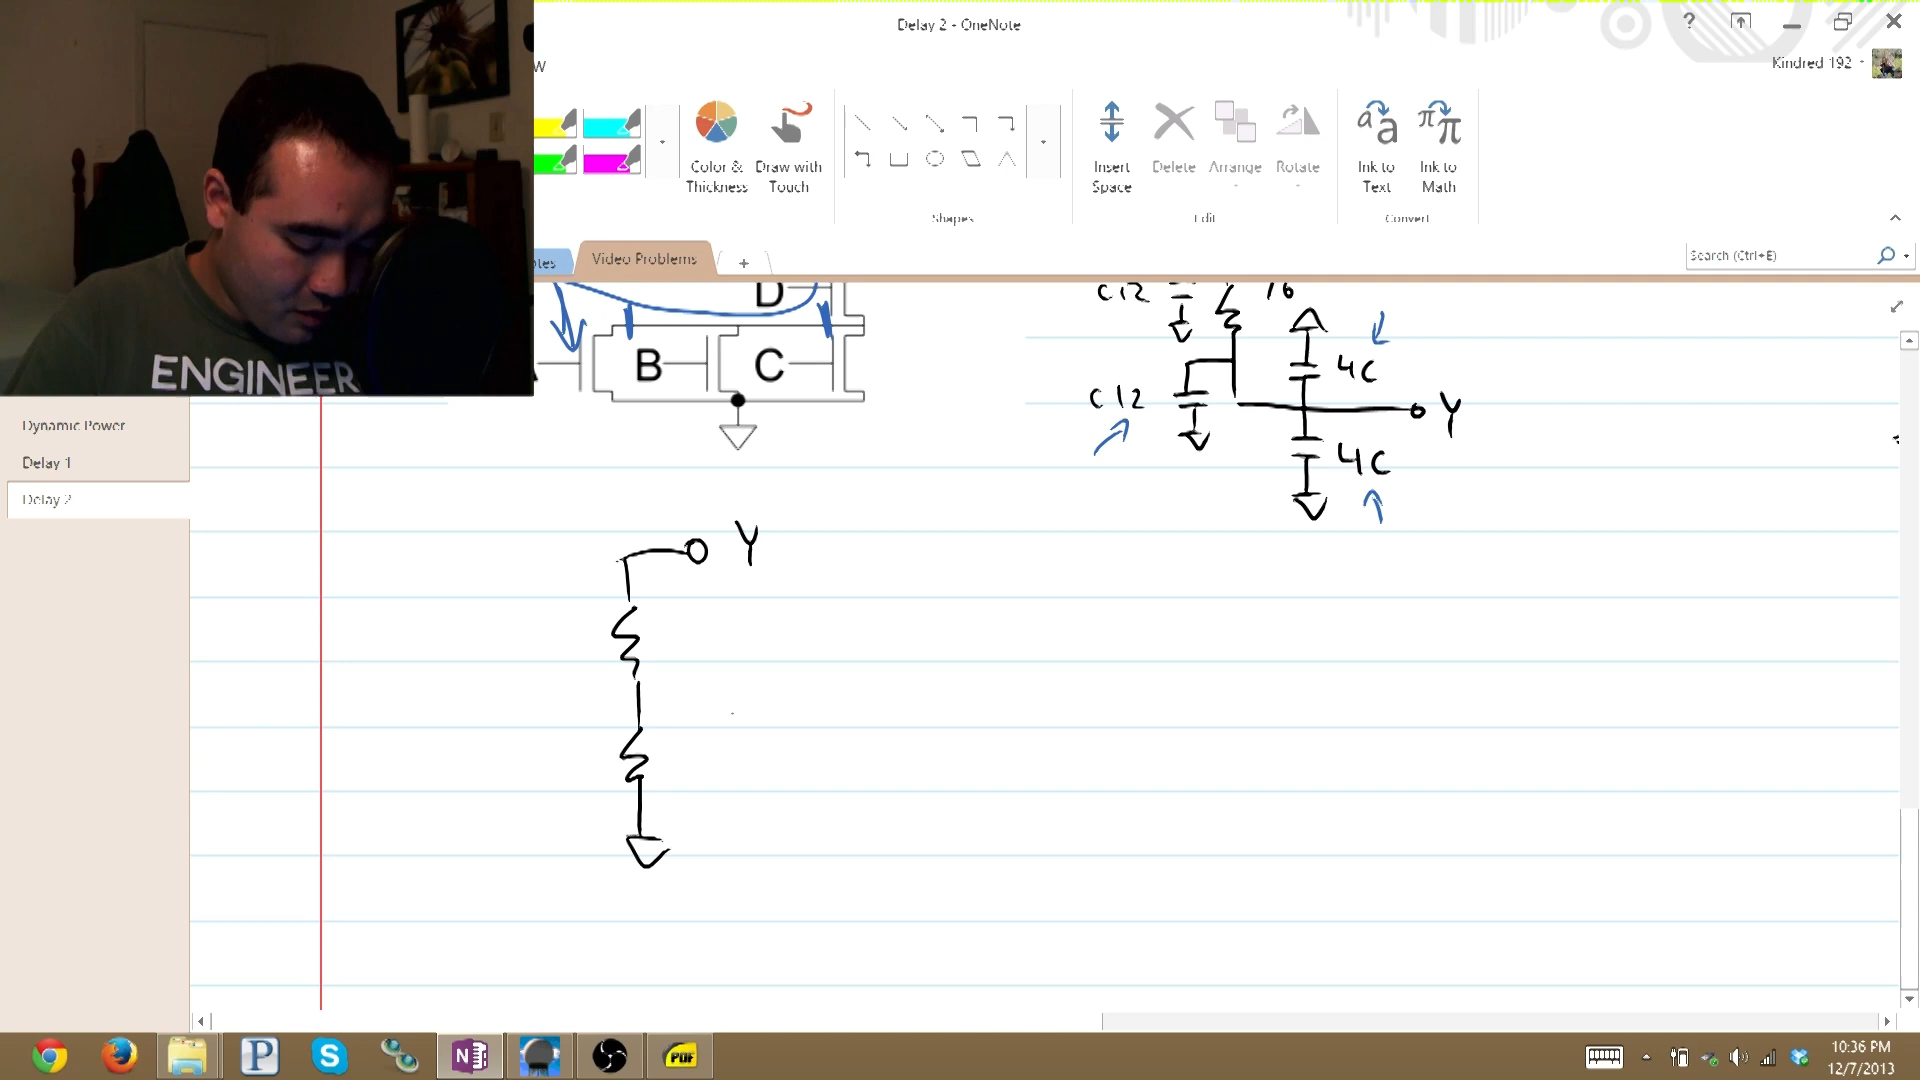 Delay 2 - OneNote
?
W
Kindred 192
Color & Thickness
Draw with Touch
Insert Space
Delete
Arrange
Rotate
Ink to Text
Ink to Math
Shapes
Edit
Convert
Video Problems
+
Search (Ctrl+E)
D
B
C
C12
4C
C12
Y
4C
Y
ENGINEER
Dynamic Power
Delay 1
Delay 2
P
S
N
PDF
10:36 PM
12/7/2013